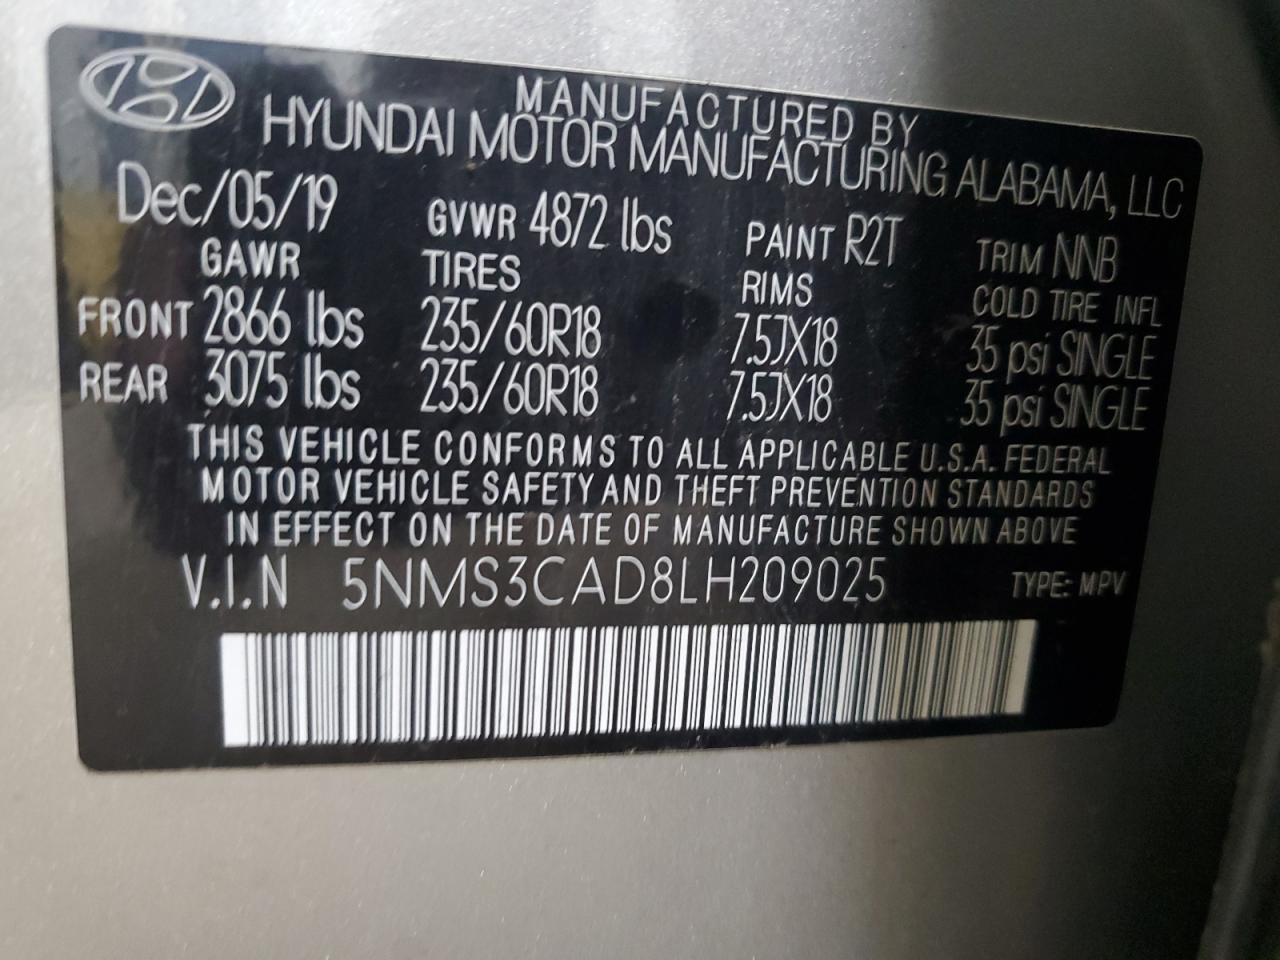 MANUFACTURED BY
HYUNDAI MOTOR MANUFACTURING ALABAMA, LLC
Dec/05/19 GVWR 4872 lbs PAINT R2T TRIM NNB
GAWR TIRES RIMS COLD TIRE INFL
FRONT 2866 lbs 235/60R18 7.5JX18 35 psi SINGLE
REAR 3075 lbs 235/60R18 7.5JX18 35 psi SINGLE
THIS VEHICLE CONFORMS TO ALL APPLICABLE U.S.A. FEDERAL
MOTOR VEHICLE SAFETY AND THEFT PREVENTION STANDARDS
IN EFFECT ON THE DATE OF MANUFACTURE SHOWN ABOVE
V.I.N 5NMS3CAD8LH209025 TYPE: MPV